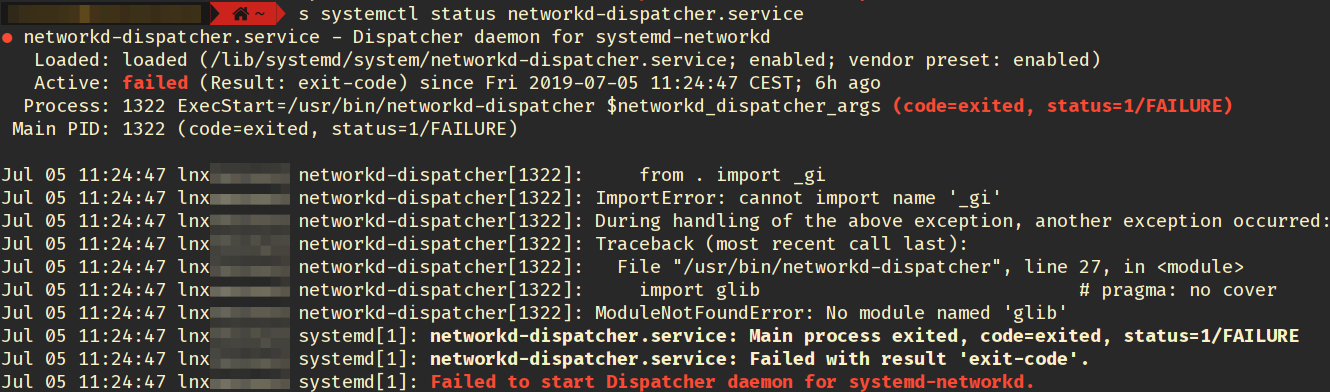 ~ s systemctl status networkd-dispatcher.service
● networkd-dispatcher.service - Dispatcher daemon for systemd-networkd
Loaded: loaded (/lib/systemd/system/networkd-dispatcher.service; enabled; vendor preset: enabled)
Active: failed (Result: exit-code) since Fri 2019-07-05 11:24:47 CEST; 6h ago
Process: 1322 ExecStart=/usr/bin/networkd-dispatcher $networkd_dispatcher_args (code=exited, status=1/FAILURE)
Main PID: 1322 (code=exited, status=1/FAILURE)
Jul 05 11:24:47 lnx networkd-dispatcher[1322]: from . import _gi
Jul 05 11:24:47 lnx networkd-dispatcher[1322]: ImportError: cannot import name '_gi'
Jul 05 11:24:47 lnx networkd-dispatcher[1322]: During handling of the above exception, another exception occurred:
Jul 05 11:24:47 lnx networkd-dispatcher[1322]: Traceback (most recent call last):
Jul 05 11:24:47 lnx networkd-dispatcher[1322]: File "/usr/bin/networkd-dispatcher", line 27, in <module>
Jul 05 11:24:47 lnx networkd-dispatcher[1322]: import glib # pragma: no cover
Jul 05 11:24:47 lnx networkd-dispatcher[1322]: ModuleNotFoundError: No module named 'glib'
Jul 05 11:24:47 lnx systemd[1]: networkd-dispatcher.service: Main process exited, code=exited, status=1/FAILURE
Jul 05 11:24:47 lnx systemd[1]: networkd-dispatcher.service: Failed with result 'exit-code'.
Jul 05 11:24:47 lnx systemd[1]: Failed to start Dispatcher daemon for systemd-networkd.